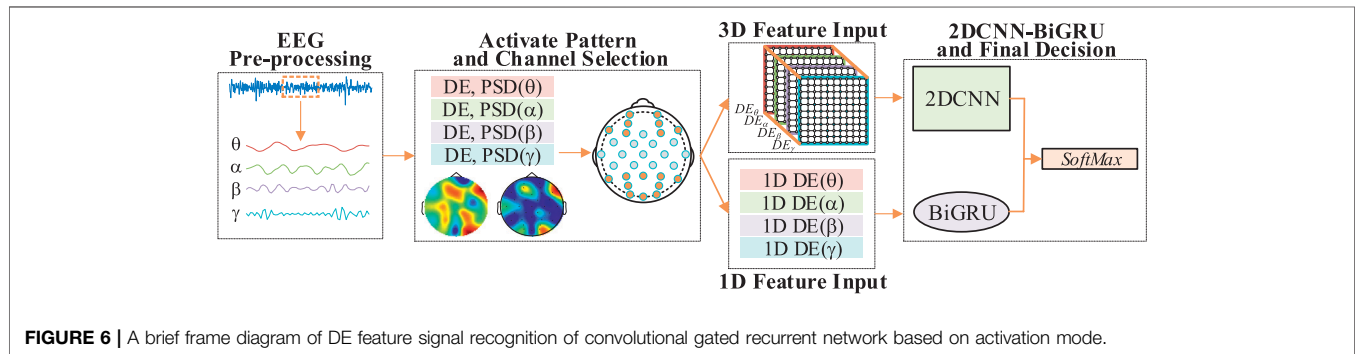 EEG
Pre-processing
θ
α
β
γ
Activate Pattern
and Channel Selection
DE, PSD(θ)
DE, PSD(α)
DE, PSD(β)
DE, PSD(γ)
3D Feature Input
DEθ
DEα
DEβ
DEγ
1D DE(θ)
1D DE(α)
1D DE(β)
1D DE(γ)
1D Feature Input
2DCNN-BiGRU
and Final Decision
2DCNN
BiGRU
SoftMax
FIGURE 6 | A brief frame diagram of DE feature signal recognition of convolutional gated recurrent network based on activation mode.